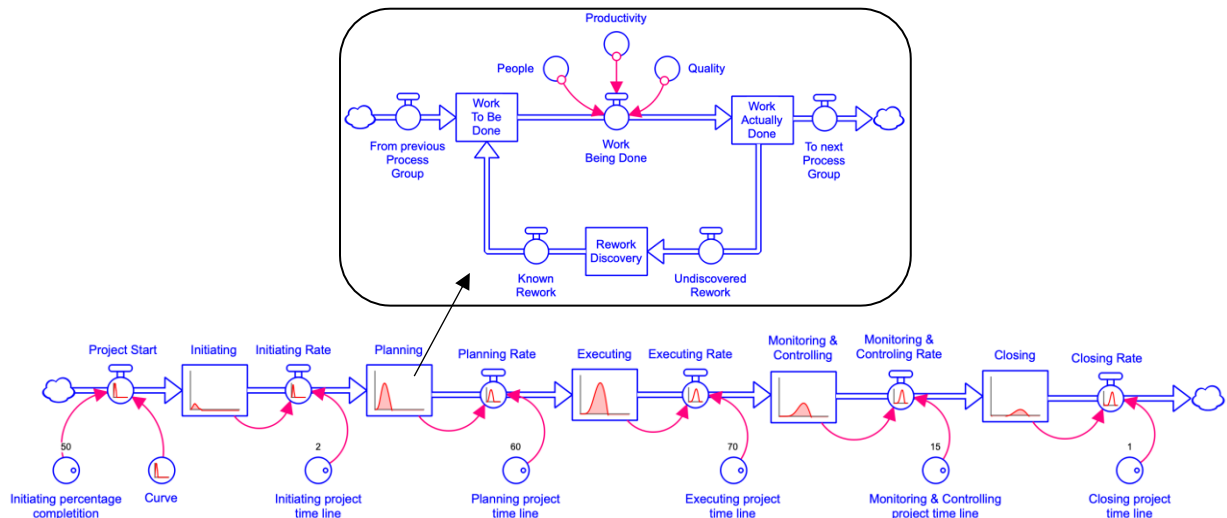 Productivity
People
Quality
Work
To Be
Done
Work
Actually
Done
From previous
Process
Group
Work
Being Done
To next
Process
Group
Rework
Discovery
Known
Rework
Undiscovered
Rework
Project Start
Initiating
Initiating Rate
Planning
Planning Rate
Executing
Executing Rate
Monitoring &
Controlling
Monitoring &
Controling Rate
Closing
Closing Rate
50
2
60
70
15
1
Initiating percentage
completition
Curve
Initiating project
time line
Planning project
time line
Executing project
time line
Monitoring & Controlling
project time line
Closing project
time line